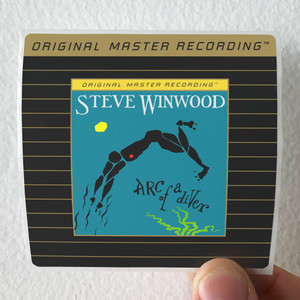 ORIGINAL MASTER RECORDING™
ORIGINAL MASTER RECORDING™
STEVE WINWOOD
ARC of a
diver